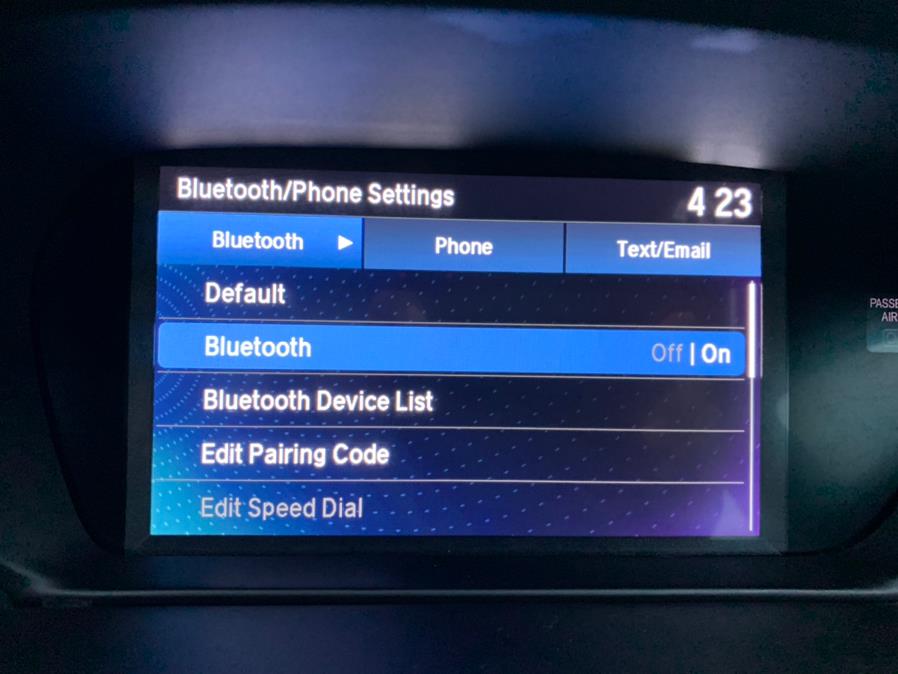 Bluetooth/Phone Settings
4 23
Bluetooth
Phone
Text/Email
Default
Bluetooth
Off | On
Bluetooth Device List
Edit Pairing Code
Edit Speed Dial